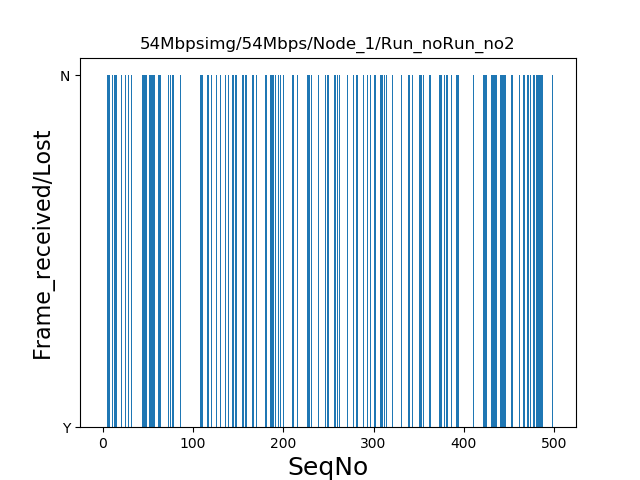 54Mbpsimg/54Mbps/Node_1/Run_noRun_no2
N
Frame_received/Lost
Y
0 100 200 300 400 500
SeqNo